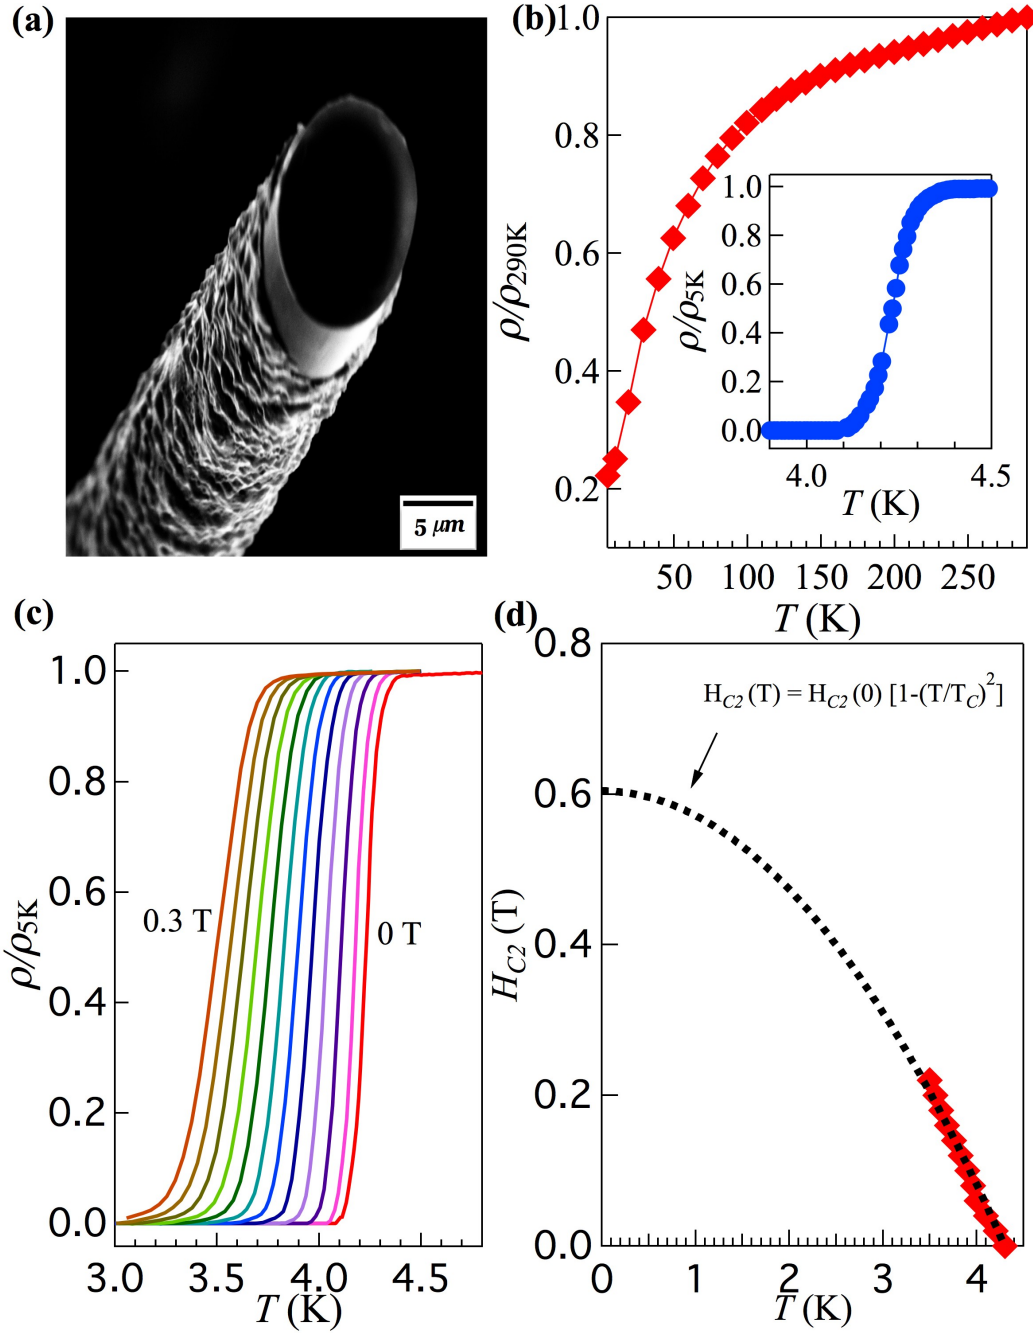 (a)
5 μm
(b)
1.0
0.8
0.6
0.4
0.2
ρ/ρ290K
50 100 150 200 250
T (K)
1.0
0.8
0.6
0.4
0.2
0.0
ρ/ρ5K
4.0 4.5
T (K)
(c)
1.0
0.8
0.6
0.4
0.2
0.0
ρ/ρ5K
0.3 T
0 T
3.0 3.5 4.0 4.5
T (K)
(d)
0.8
0.6
0.4
0.2
0.0
HC2 (T)
HC2 (T) = HC2 (0) [1-(T/TC)2]
0 1 2 3 4
T (K)